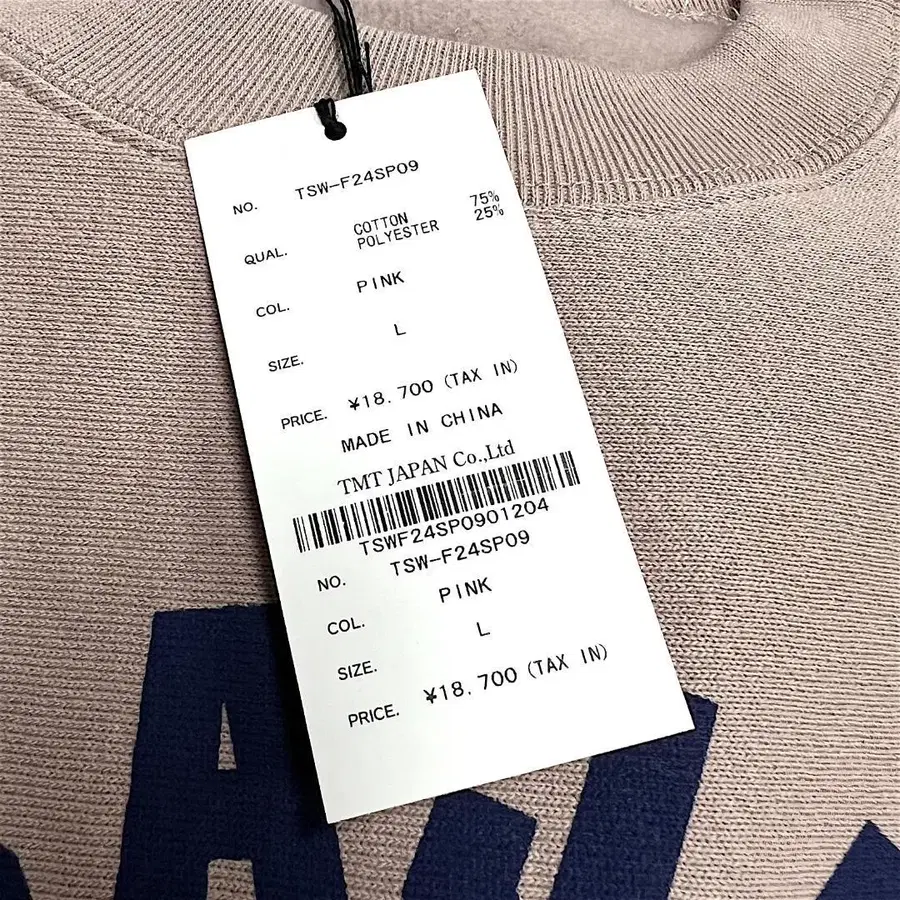 NO. TSW-F24SP09
QUAL. COTTON 75%
POLYESTER 25%
COL. PINK
SIZE. L
PRICE. ¥18.700 (TAX IN)
MADE IN CHINA
TMT JAPAN Co.,Ltd
TSWF24SP0901204
NO. TSW-F24SP09
COL. PINK
SIZE. L
PRICE. ¥18.700 (TAX IN)